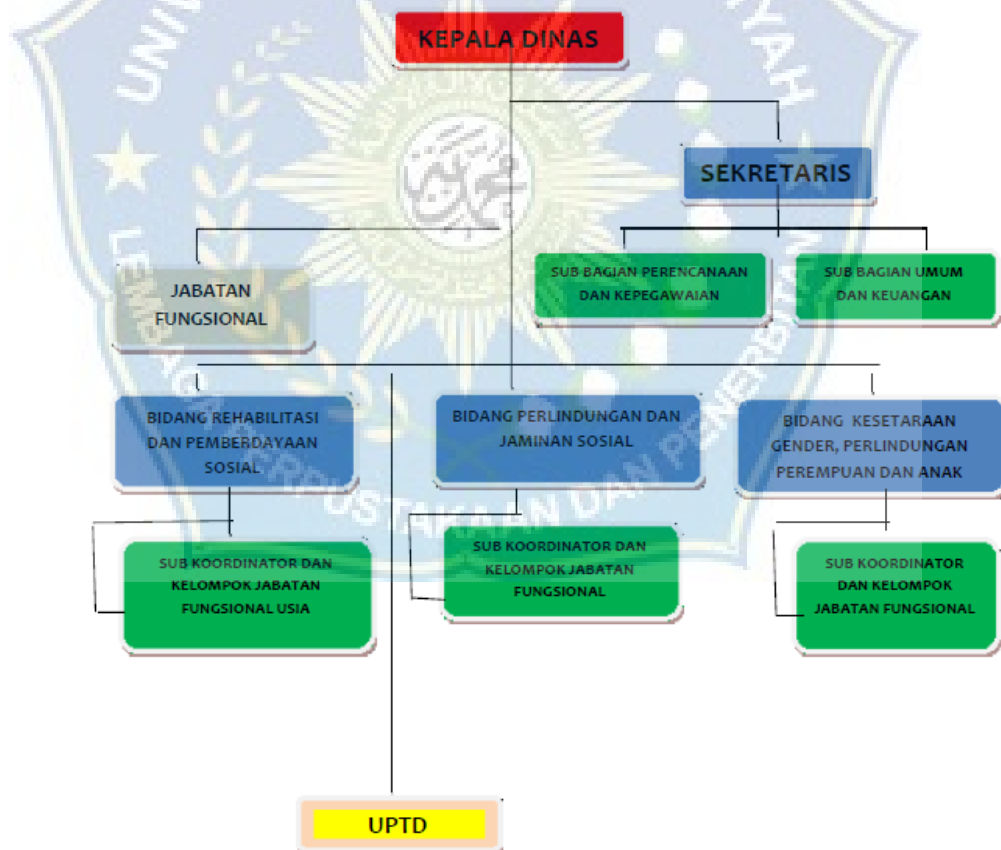 KEPALA DINAS
SEKRETARIS
SUB BAGIAN PERENCANAAN
DAN KEPEGAWAIAN
SUB BAGIAN UMUM
DAN KEUANGAN
JABATAN
FUNGSIONAL
BIDANG REHABILITASI
DAN PEMBERDAYAAN
SOSIAL
BIDANG PERLINDUNGAN DAN
JAMINAN SOSIAL
BIDANG KESETARAAN
GENDER, PERLINDUNGAN
PEREMPUAN DAN ANAK
SUB KOORDINATOR DAN
KELOMPOK JABATAN
FUNGSIONAL USIA
SUB KOORDINATOR DAN
KELOMPOK JABATAN
FUNGSIONAL
SUB KOORDINATOR
DAN KELOMPOK
JABATAN FUNGSIONAL
UPTD